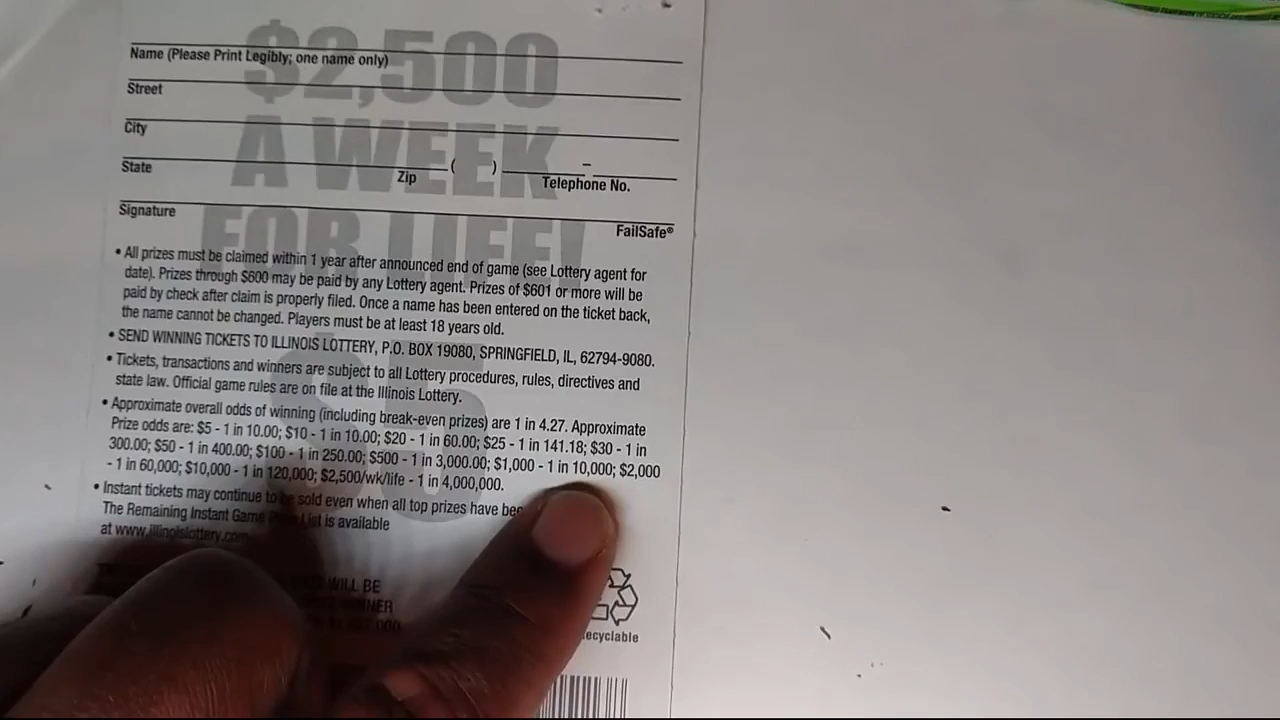 $2,500
A WEEK
FOR LIFE!
$5
Name (Please Print Legibly; one name only)
Street
City
State Zip ( ) – Telephone No.
Signature
FailSafe®
• All prizes must be claimed within 1 year after announced end of game (see Lottery agent for
date). Prizes through $600 may be paid by any Lottery agent. Prizes of $601 or more will be
paid by check after claim is properly filed. Once a name has been entered on the ticket back,
the name cannot be changed. Players must be at least 18 years old.
• SEND WINNING TICKETS TO ILLINOIS LOTTERY, P.O. BOX 19080, SPRINGFIELD, IL, 62794-9080.
• Tickets, transactions and winners are subject to all Lottery procedures, rules, directives and
state law. Official game rules are on file at the Illinois Lottery.
• Approximate overall odds of winning (including break-even prizes) are 1 in 4.27. Approximate
Prize odds are: $5 - 1 in 10.00; $10 - 1 in 10.00; $20 - 1 in 60.00; $25 - 1 in 141.18; $30 - 1 in
300.00; $50 - 1 in 400.00; $100 - 1 in 250.00; $500 - 1 in 3,000.00; $1,000 - 1 in 10,000; $2,000
- 1 in 60,000; $10,000 - 1 in 120,000; $2,500/wk/life - 1 in 4,000,000.
• Instant tickets may continue to be sold even when all top prizes have bee
The Remaining Instant Game List is available
at www.illinoislottery.com
WILL BE
ecyclable